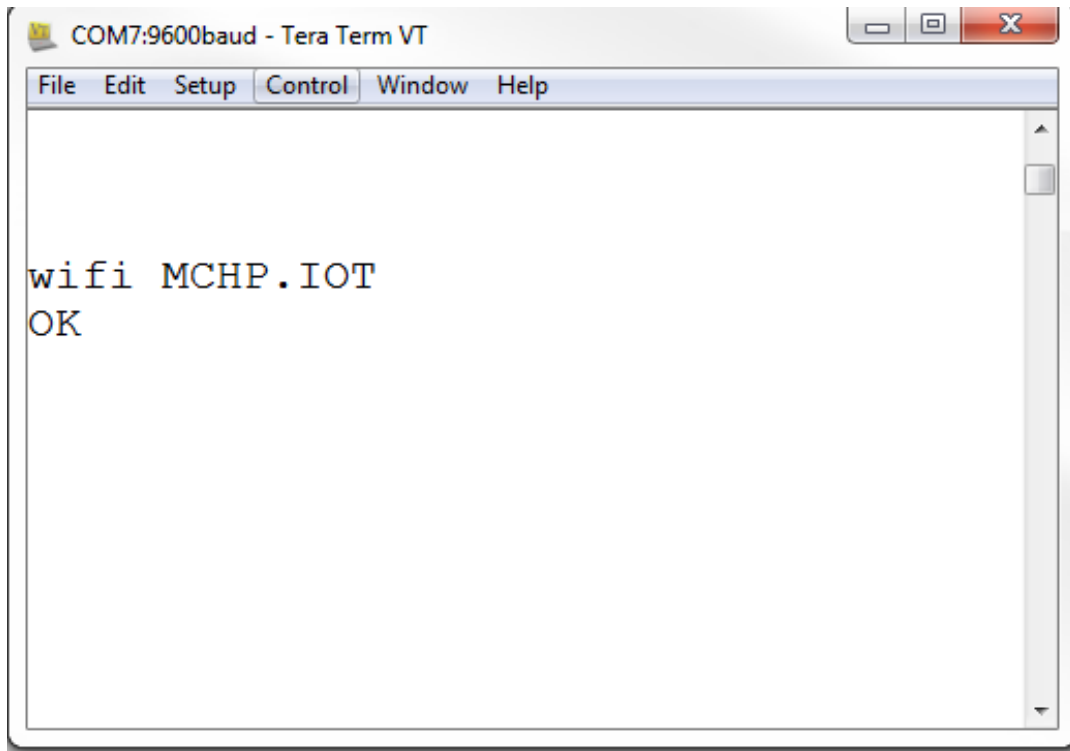 COM7:9600baud - Tera Term VT
File Edit Setup Control Window Help
wifi MCHP.IOT
OK